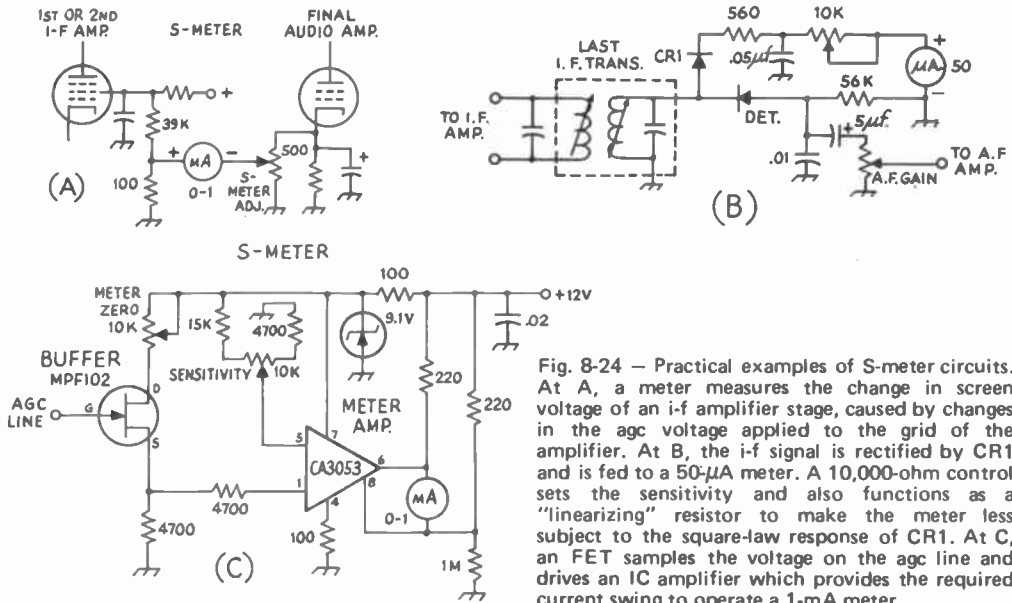 1ST OR 2ND
I-F AMP.
S-METER
FINAL
AUDIO AMP.
+
39K
+ μA −
0-1
500
S-
METER
ADJ.
+
100
(A)
LAST
I.F. TRANS.
TO I.F.
AMP.
CR1
560
.05μf
10K
+
μA
50
−
DET.
56K
.01
+ 5μf.
TO A.F
AMP.
A.F. GAIN
(B)
S-METER
METER
ZERO
10K
15K
4700
SENSITIVITY
10K
100
9.1V
+12V
.02
BUFFER
MPF102
AGC
LINE
G
D
S
METER
AMP.
220
220
5
7
CA3053
6
1
8
4
4700
4700
100
MA
0-1
1M
(C)
Fig. 8-24 — Practical examples of S-meter circuits.
At A, a meter measures the change in screen
voltage of an i-f amplifier stage, caused by changes
in the agc voltage applied to the grid of the
amplifier. At B, the i-f signal is rectified by CR1
and is fed to a 50-μA meter. A 10,000-ohm control
sets the sensitivity and also functions as a
"linearizing" resistor to make the meter less
subject to the square-law response of CR1. At C,
an FET samples the voltage on the agc line and
drives an IC amplifier which provides the required
current swing to operate a 1-mA meter.